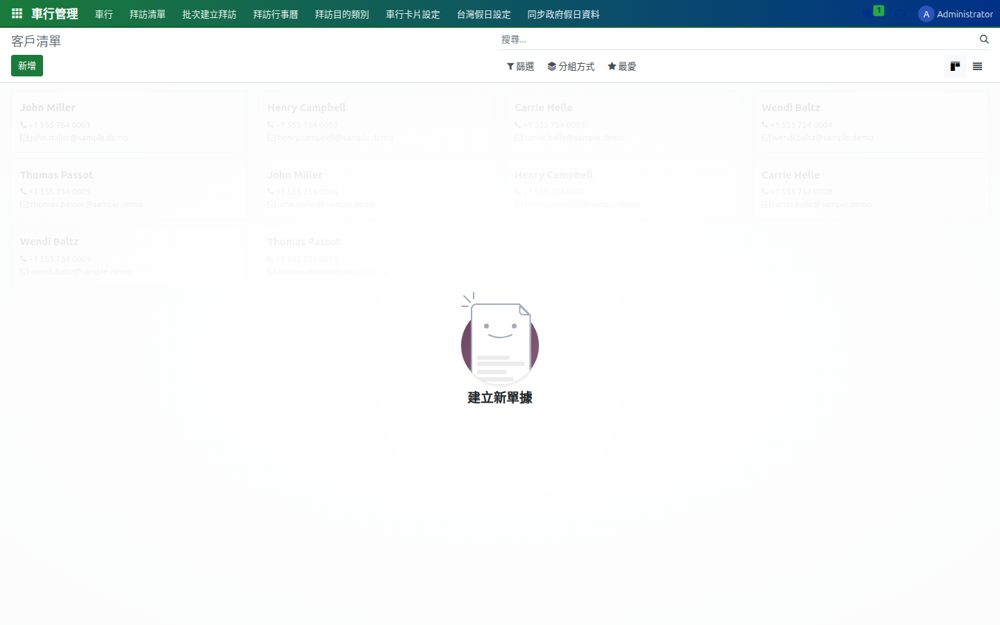 車行管理 車行 拜訪清單 批次建立拜訪 拜訪行事曆 拜訪目的類別 車行卡片設定 台灣假日設定 同步政府假日資料 1 A Administrator
客戶清單
搜尋...
新增
篩選 分組方式 最愛
John Miller Henry Campbell Carrie Helle Wendi Baltz
+1 555 754 0001 +1 555 754 0002 +1 555 754 0003 +1 555 754 0004
john.miller@sample.demo henry.campbell@sample.demo carrie.helle@sample.demo wendi.baltz@sample.demo
Thomas Passot John Miller Henry Campbell Carrie Helle
+1 555 754 0005 +1 555 754 0006 +1 555 754 0007 +1 555 754 0008
thomas.passot@sample.demo john.miller@sample.demo henry.campbell@sample.demo carrie.helle@sample.demo
Wendi Baltz Thomas Passot
+1 555 754 0009 +1 555 754 0010
wendi.baltz@sample.demo thomas.passot@sample.demo
建立新單據